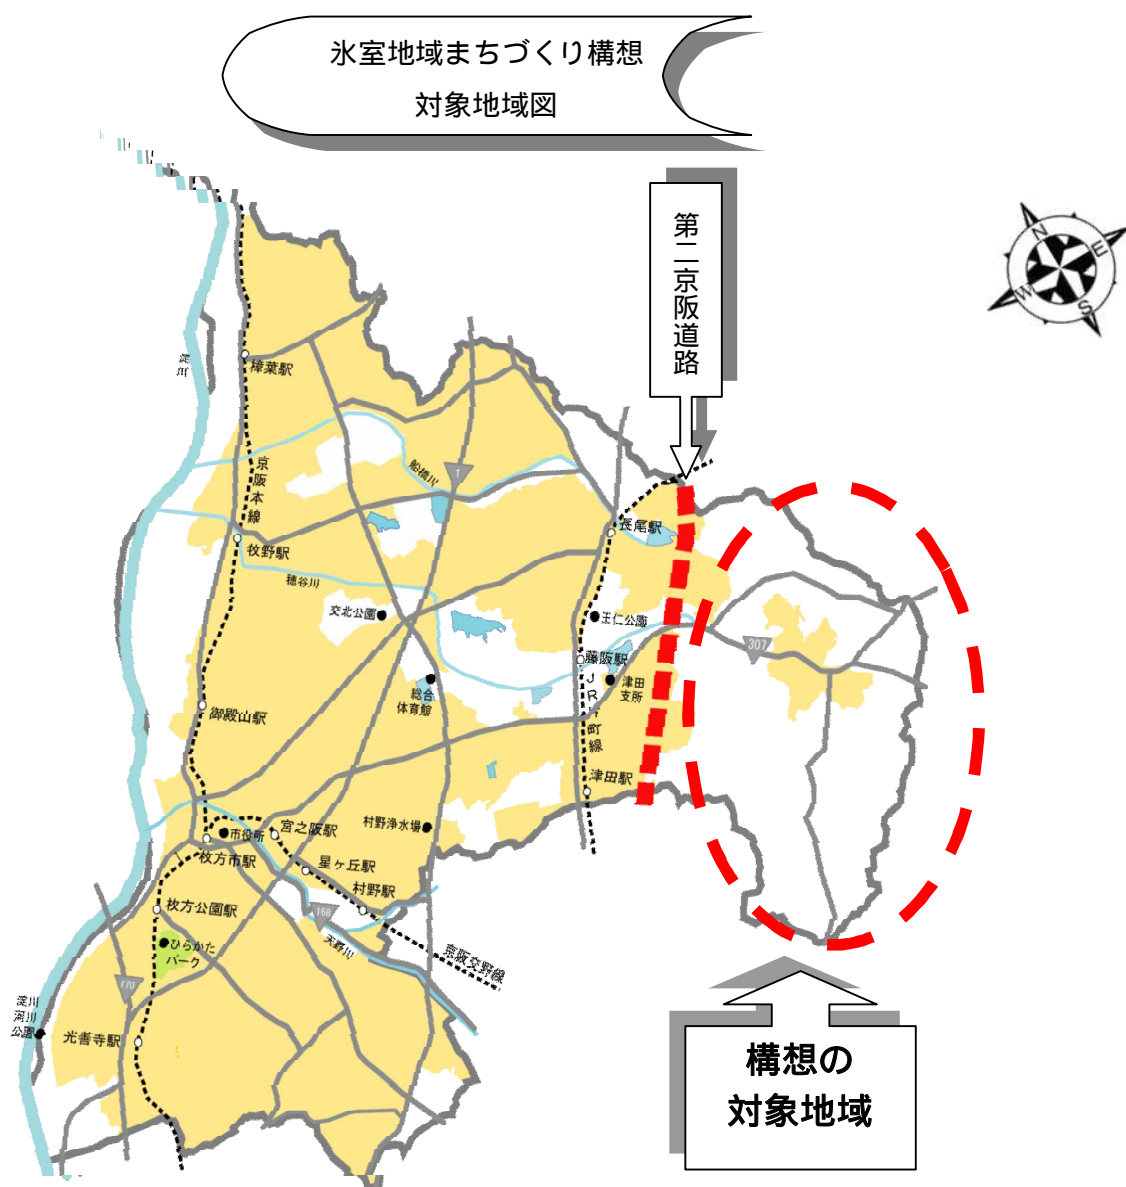 氷室地域まちづくり構想
対象地域図
第二京阪道路
N
E
W
S
淀川
樟葉駅
京阪本線
船橋川
1
長尾駅
牧野駅
穂谷川
交北公園
王仁公園
藤阪駅
307
総合
体育館
津田
支所
JR片町線
御殿山駅
津田駅
村野浄水場
市役所
宮之阪駅
枚方市駅
星ヶ丘駅
村野駅
枚方公園駅
168
天野川
京阪交野線
ひらかた
パーク
170
淀川
河川
公園
光善寺駅
構想の
対象地域